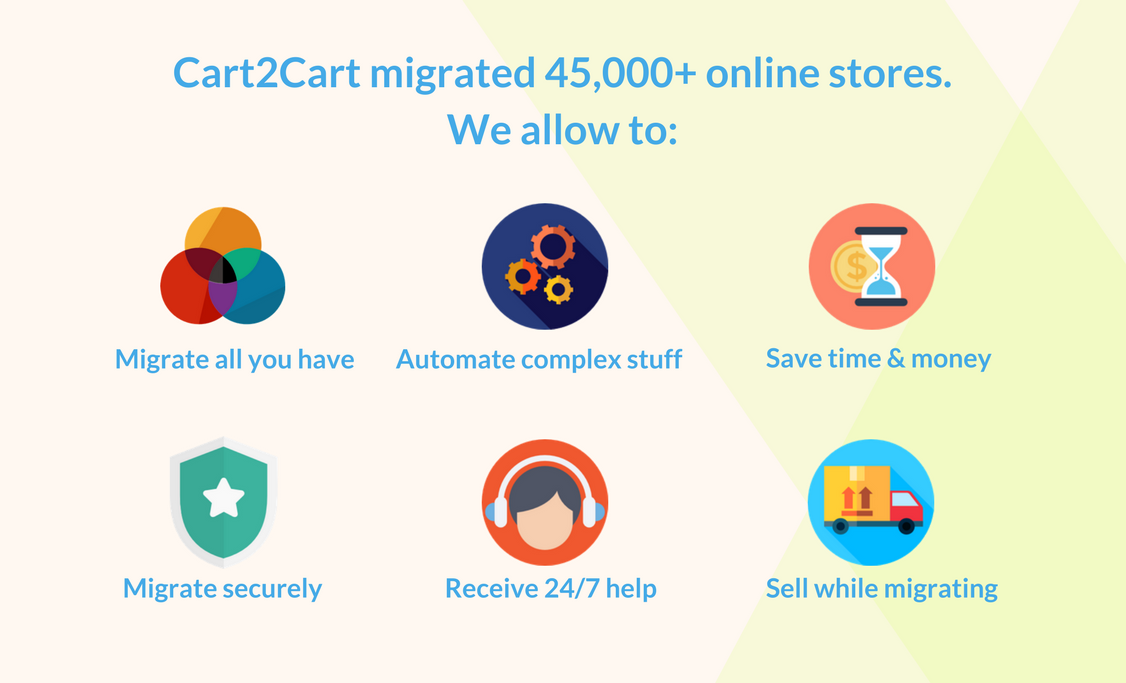 Cart2Cart migrated 45,000+ online stores.
We allow to:
Migrate all you have
Automate complex stuff
Save time & money
$
Migrate securely
Receive 24/7 help
Sell while migrating